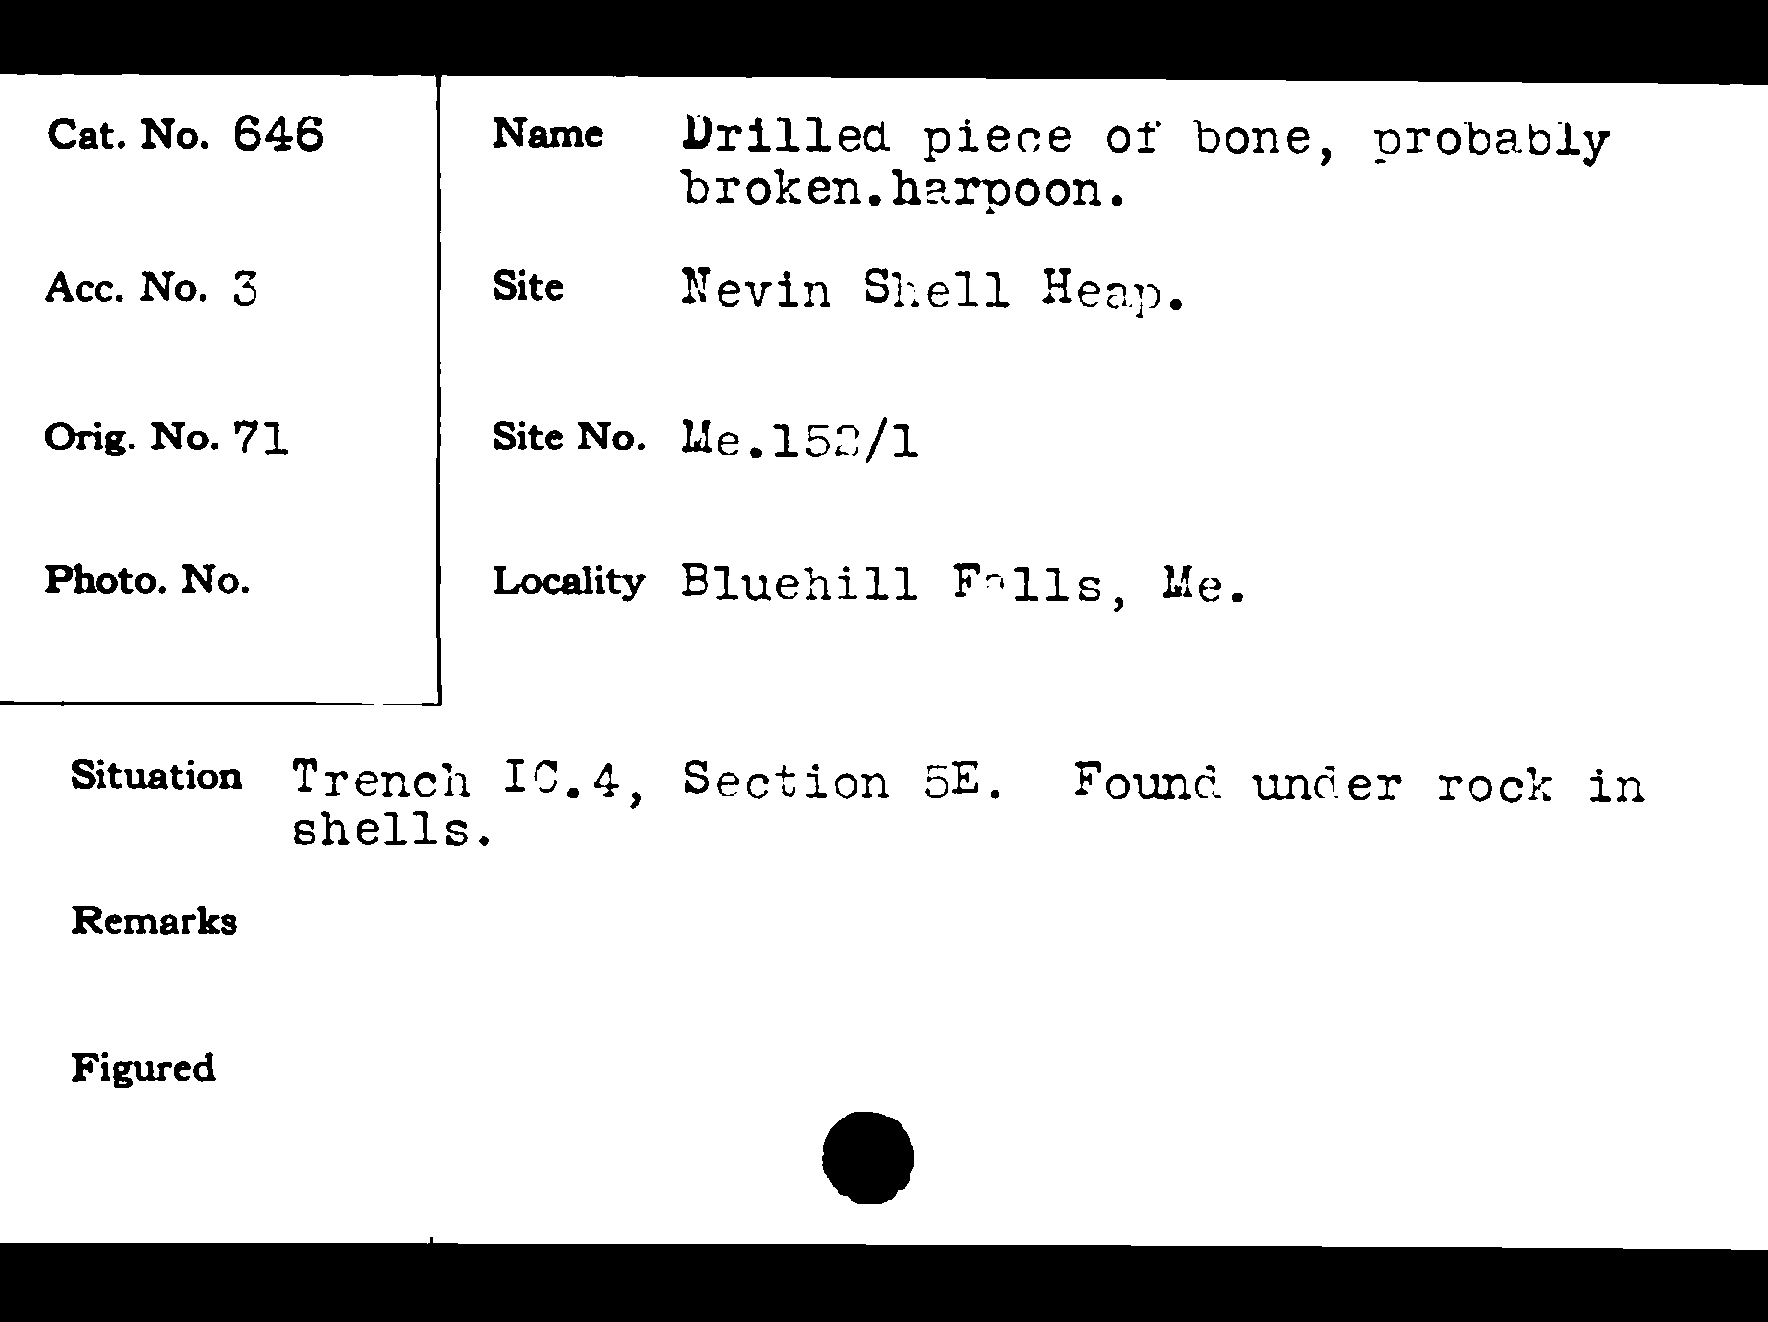 Cat. No. 646
Name Drilled piece of bone, probably
broken.harpoon.
Acc. No. 3
Site Nevin Shell Heap.
Orig. No. 71
Site No. Me.152/1
Photo. No.
Locality Bluehill Falls, Me.
Situation Trench IC.4, Section 5E. Found under rock in
shells.
Remarks
Figured